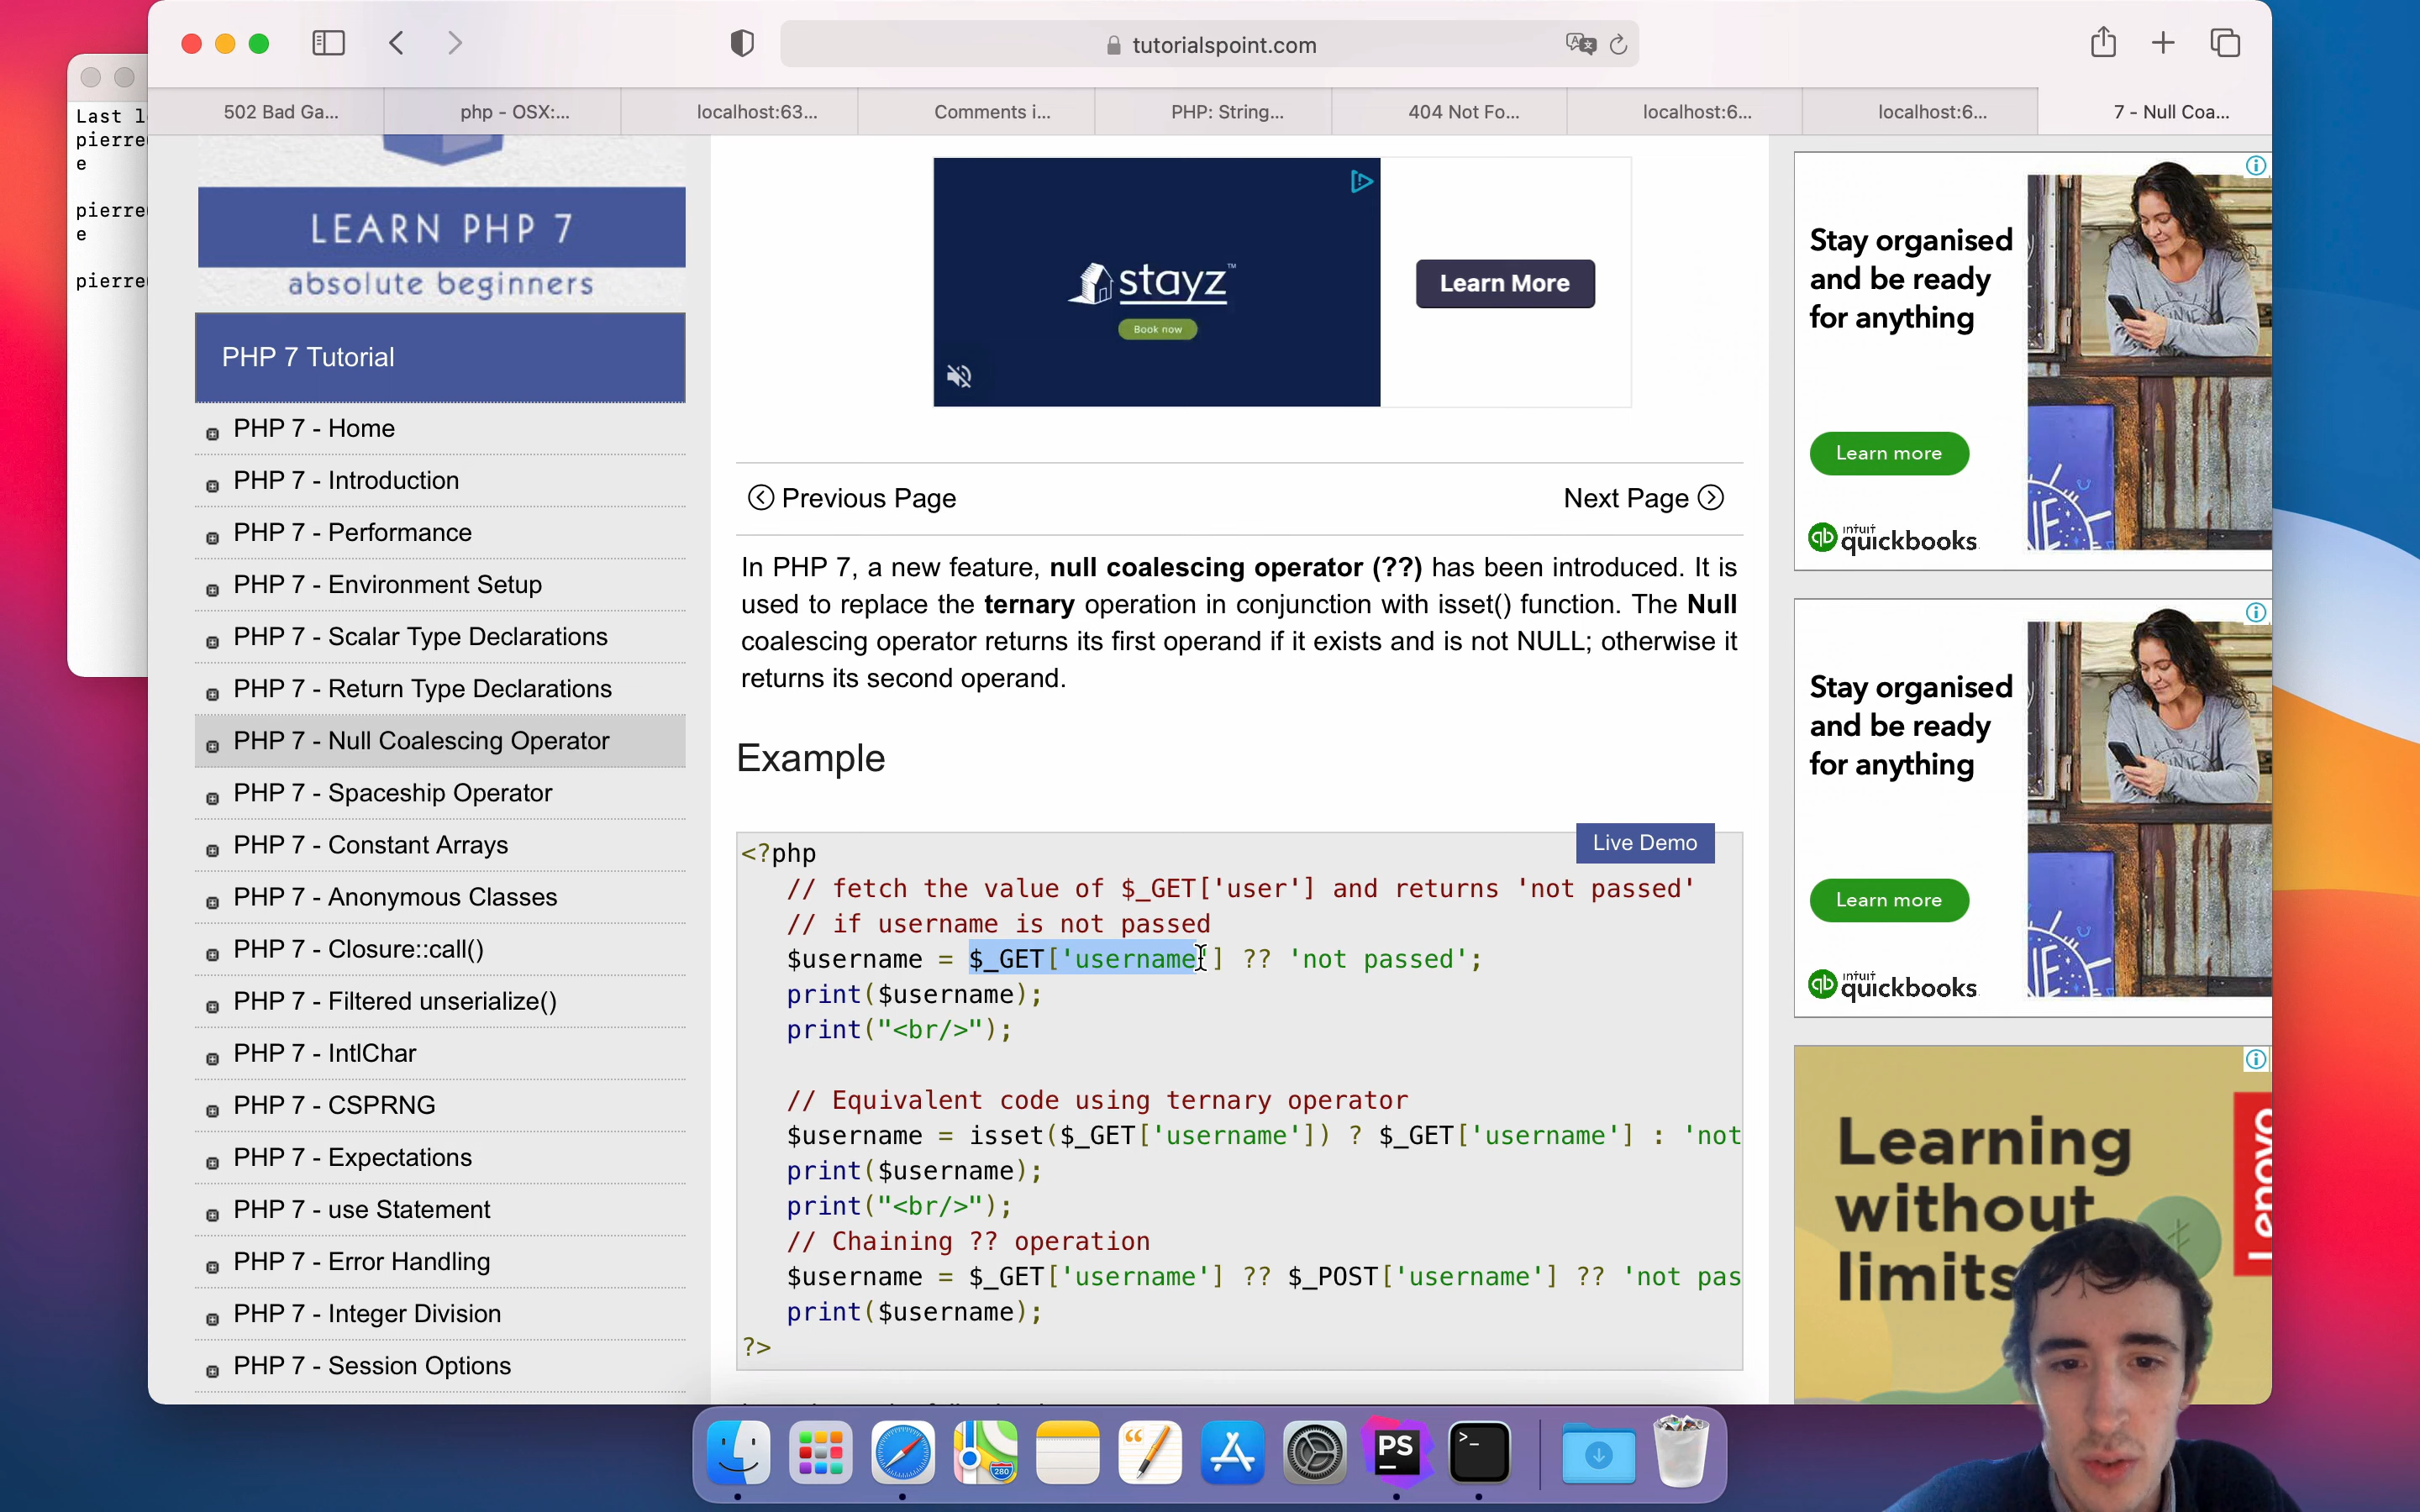 tutorialspoint.com
502 Bad Ga...
php - OSX:...
localhost:63...
Comments i...
PHP: String...
404 Not Fo...
localhost:6...
localhost:6...
7 - Null Coa...
Last l
pierre
e
pierre
e
pierre
LEARN PHP 7
absolute beginners
PHP 7 Tutorial
PHP 7 - Home
PHP 7 - Introduction
PHP 7 - Performance
PHP 7 - Environment Setup
PHP 7 - Scalar Type Declarations
PHP 7 - Return Type Declarations
PHP 7 - Null Coalescing Operator
PHP 7 - Spaceship Operator
PHP 7 - Constant Arrays
PHP 7 - Anonymous Classes
PHP 7 - Closure::call()
PHP 7 - Filtered unserialize()
PHP 7 - IntlChar
PHP 7 - CSPRNG
PHP 7 - Expectations
PHP 7 - use Statement
PHP 7 - Error Handling
PHP 7 - Integer Division
PHP 7 - Session Options
stayz™
Book now
Learn More
Previous Page
Next Page
In PHP 7, a new feature, null coalescing operator (??) has been introduced. It is
used to replace the ternary operation in conjunction with isset() function. The Null
coalescing operator returns its first operand if it exists and is not NULL; otherwise it
returns its second operand.
Example
Live Demo
<?php
// fetch the value of $_GET['user'] and returns 'not passed'
// if username is not passed
$username = $_GET['username'] ?? 'not passed';
print($username);
print("<br/>");
// Equivalent code using ternary operator
$username = isset($_GET['username']) ? $_GET['username'] : 'not
print($username);
print("<br/>");
// Chaining ?? operation
$username = $_GET['username'] ?? $_POST['username'] ?? 'not pas
print($username);
?>
Stay organised
and be ready
for anything
Learn more
qb intuit
quickbooks
Stay organised
and be ready
for anything
Learn more
qb intuit
quickbooks
Learning
without
limits
Lenovo
280
PS
>_